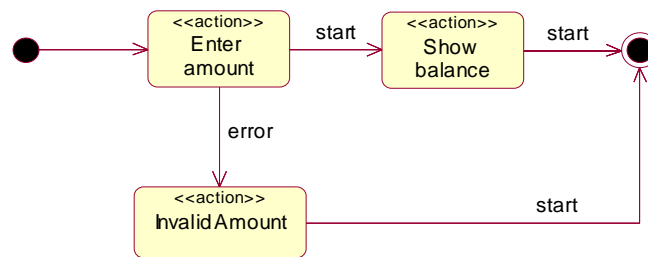 <<action>>
Enter
amount
start
<<action>>
Show
balance
start
error
<<action>>
Invalid Amount
start